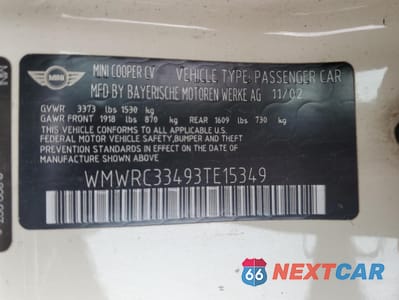 MINI
MINI COOPER CV VEHICLE TYPE: PASSENGER CAR
MFD BY BAYERISCHE MOTOREN WERKE AG 11/02
GVWR 3373 lbs 1530 kg
GAWR FRONT 1918 lbs 870 kg REAR 1609 lbs 730 kg
THIS VEHICLE CONFORMS TO ALL APPLICABLE FEDERAL
MOTOR VEHICLE SAFETY, BUMPER AND THEFT
PREVENTION STANDARDS IN EFFECT ON THE DATE OF
MANUFACTURE SHOWN ABOVE.
WMWRC33493TE15349
66 NEXTCAR